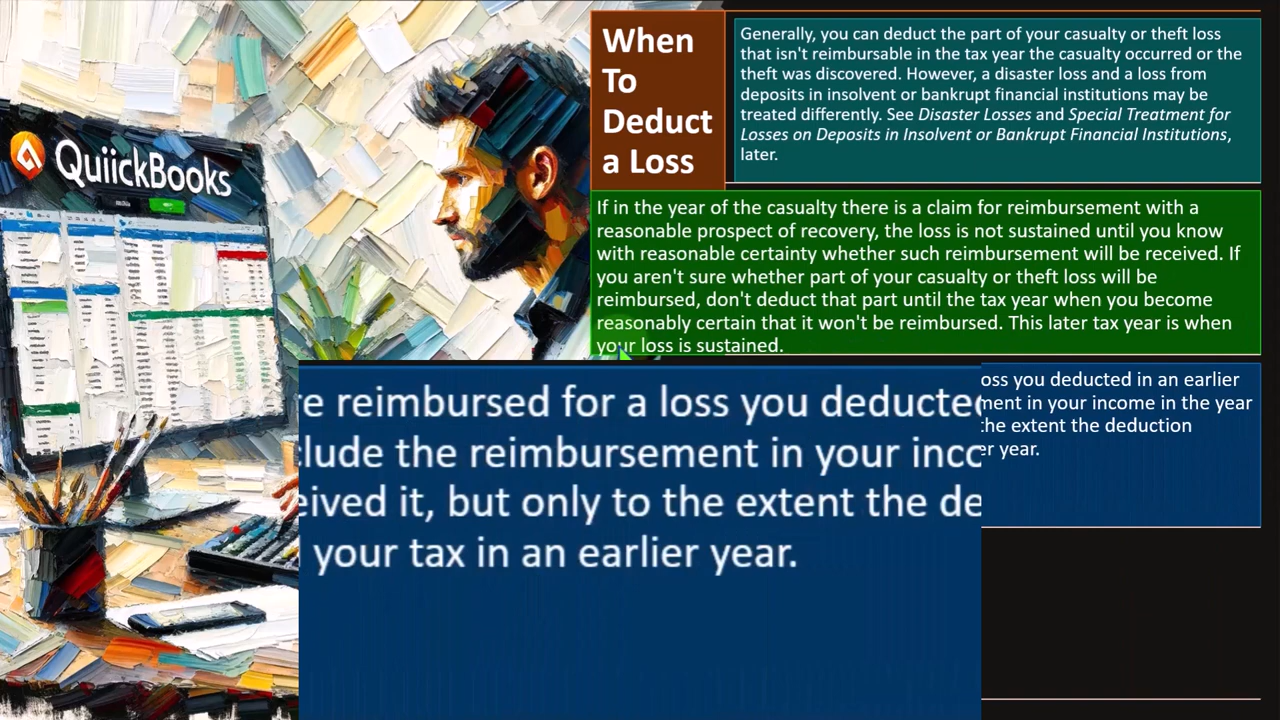 QuiickBooks
When
To
Deduct
a Loss
Generally, you can deduct the part of your casualty or theft loss
that isn't reimbursable in the tax year the casualty occurred or the
theft was discovered. However, a disaster loss and a loss from
deposits in insolvent or bankrupt financial institutions may be
treated differently. See Disaster Losses and Special Treatment for
Losses on Deposits in Insolvent or Bankrupt Financial Institutions,
later.
If in the year of the casualty there is a claim for reimbursement with a
reasonable prospect of recovery, the loss is not sustained until you know
with reasonable certainty whether such reimbursement will be received. If
you aren't sure whether part of your casualty or theft loss will be
reimbursed, don't deduct that part until the tax year when you become
reasonably certain that it won't be reimbursed. This later tax year is when
your loss is sustained.
oss you deducted in an earlier
ment in your income in the year
the extent the deduction
er year.
re reimbursed for a loss you deducted
clude the reimbursement in your inco
eived it, but only to the extent the de
your tax in an earlier year.